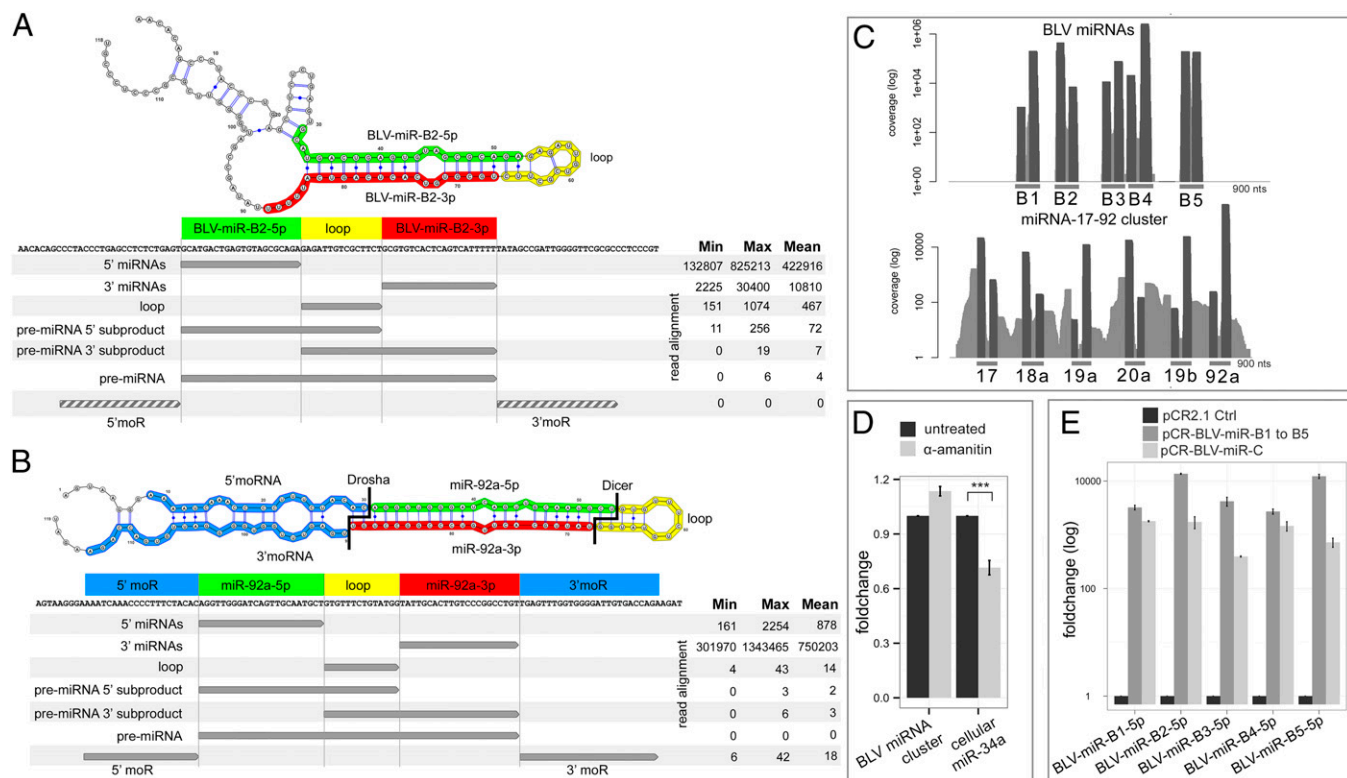 A
BLV-miR-B2-5p
BLV-miR-B2-3p
loop
BLV-miR-B2-5p loop BLV-miR-B2-3p
AACACAGCCCTACCCTGAGCCTCTCTGAGTGCATGACTGAGTGTAGCGCAGAGAGATTGTCGCTTCTGCGTGTCACTCAGTCATTTTTTATAGCCGATTGGGGTTCGCGCCCTCCCGT
Min Max Mean
5' miRNAs 132807 825213 422916
3' miRNAs 2225 30400 10810
loop 151 1074 467
pre-miRNA 5' subproduct 11 256 72
pre-miRNA 3' subproduct 0 19 7
pre-miRNA 0 6 4
0 0 0
5'moR 3'moR
read alignment
B
5'moRNA
Drosha
miR-92a-5p
Dicer
loop
3'moRNA
miR-92a-3p
5' moR miR-92a-5p loop miR-92a-3p 3'moR
AGTAAGGGAAAATCAAACCCCTTTCTACACAGGTTGGGATCAGTTGCAATGCTGTGTTTCTGTATGGTATTGCACTTGTCCCGGCCTGTTGAGTTTGGTGGGGATTGTGACCAGAAGAT
Min Max Mean
5' miRNAs 161 2254 878
3' miRNAs 301970 1343465 750203
loop 4 43 14
pre-miRNA 5' subproduct 0 3 2
pre-miRNA 3' subproduct 0 6 3
pre-miRNA 0 0 0
6 42 18
5' moR 3' moR
read alignment
C
BLV miRNAs
coverage (log)
1e+06
1e+04
1e+02
1e+00
B1 B2 B3 B4 B5
900 nts
miRNA-17-92 cluster
coverage (log)
10000
100
1
17 18a 19a 20a 19b 92a
900 nts
D
untreated
α-amanitin
foldchange
1.2
0.9
0.6
0.3
0.0
***
BLV miRNA cluster
cellular miR-34a
E
pCR2.1 Ctrl
pCR-BLV-miR-B1 to B5
pCR-BLV-miR-C
foldchange (log)
10000
100
1
BLV-miR-B1-5p
BLV-miR-B2-5p
BLV-miR-B3-5p
BLV-miR-B4-5p
BLV-miR-B5-5p